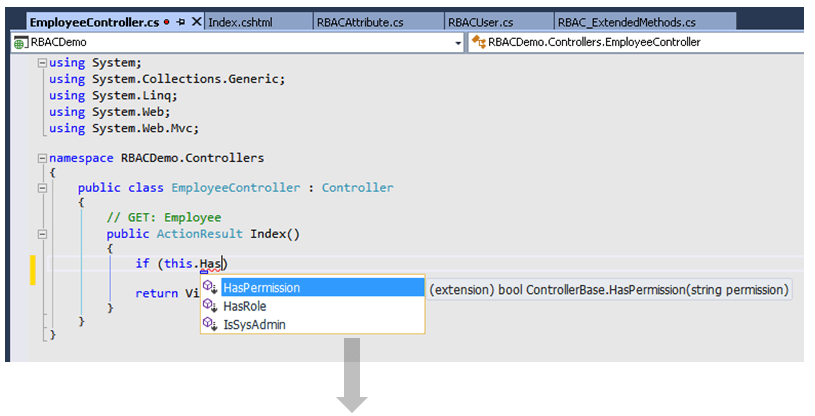 EmployeeController.cs Index.cshtml RBACAttribute.cs RBACUser.cs RBAC_ExtendedMethods.cs
RBACDemo RBACDemo.Controllers.EmployeeController
using System;
using System.Collections.Generic;
using System.Linq;
using System.Web;
using System.Web.Mvc;
namespace RBACDemo.Controllers
{
public class EmployeeController : Controller
{
// GET: Employee
public ActionResult Index()
{
if (this.Has)
HasPermission (extension) bool ControllerBase.HasPermission(string permission)
return Vi
HasRole
}
IsSysAdmin
}
}